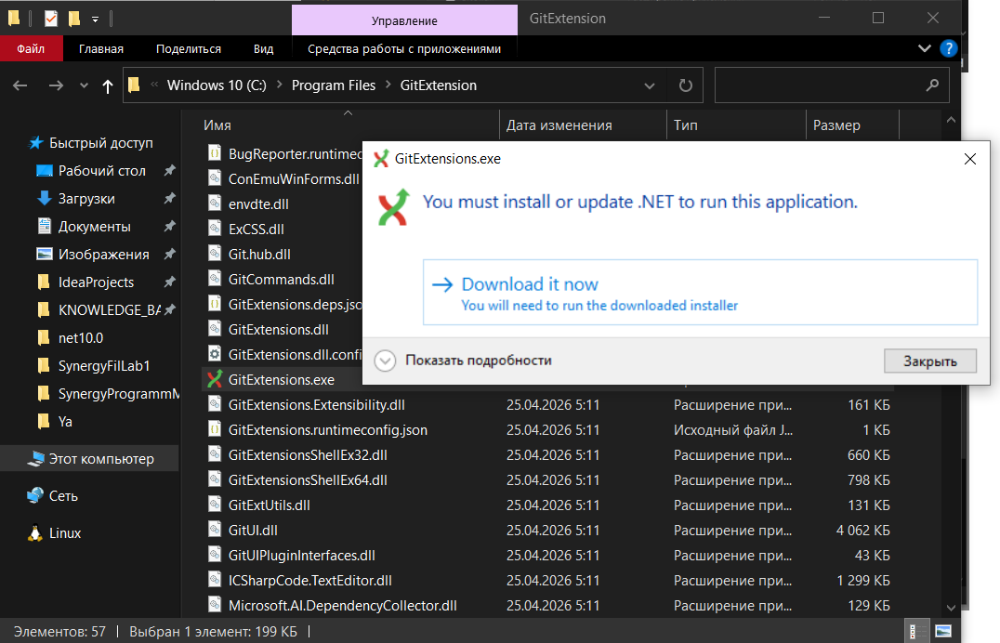 Управление
GitExtension
Файл
Главная
Поделиться
Вид
Средства работы с приложениями
?
« Windows 10 (C:) > Program Files > GitExtension
Имя
Дата изменения
Тип
Размер
Быстрый доступ
Рабочий стол
Загрузки
Документы
Изображения
IdeaProjects
KNOWLEDGE_BA
net10.0
SynergyFilLab1
SynergyProgrammM
Ya
Этот компьютер
Сеть
Linux
BugReporter.runtimec
ConEmuWinForms.dll
envdte.dll
ExCSS.dll
Git.hub.dll
GitCommands.dll
GitExtensions.deps.jso
GitExtensions.dll
GitExtensions.dll.confi
GitExtensions.exe
GitExtensions.Extensibility.dll 25.04.2026 5:11 Расширение при... 161 КБ
GitExtensions.runtimeconfig.json 25.04.2026 5:11 Исходный файл J... 1 КБ
GitExtensionsShellEx32.dll 25.04.2026 5:11 Расширение при... 660 КБ
GitExtensionsShellEx64.dll 25.04.2026 5:11 Расширение при... 798 КБ
GitExtUtils.dll 25.04.2026 5:11 Расширение при... 131 КБ
GitUI.dll 25.04.2026 5:11 Расширение при... 4 062 КБ
GitUIPluginInterfaces.dll 25.04.2026 5:11 Расширение при... 43 КБ
ICSharpCode.TextEditor.dll 25.04.2026 5:11 Расширение при... 1 299 КБ
Microsoft.AI.DependencyCollector.dll 25.04.2026 5:11 Расширение при... 129 КБ
GitExtensions.exe
You must install or update .NET to run this application.
Download it now
You will need to run the downloaded installer
Показать подробности
Закрыть
Элементов: 57 | Выбран 1 элемент: 199 КБ |